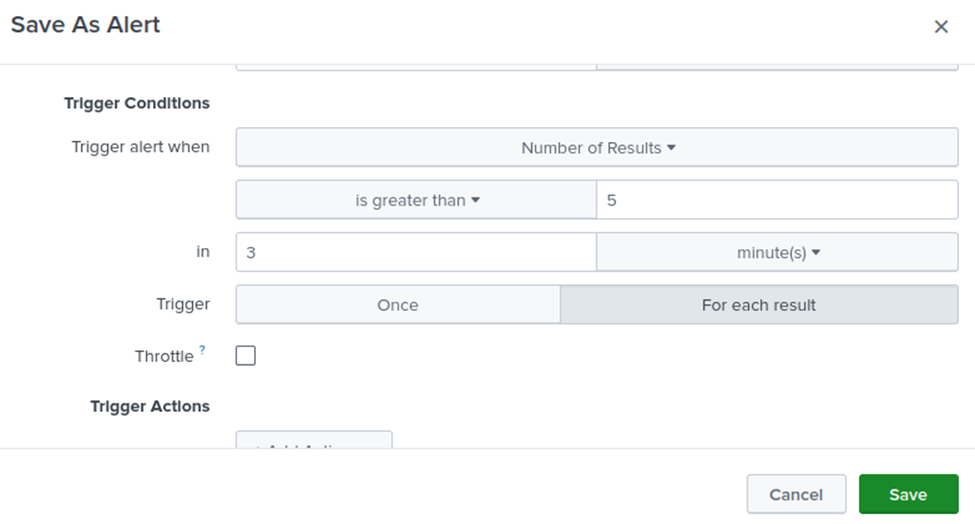 Save As Alert
Trigger Conditions
Trigger alert when Number of Results
is greater than 5
in 3 minute(s)
Trigger Once For each result
Throttle ?
Trigger Actions
Cancel Save